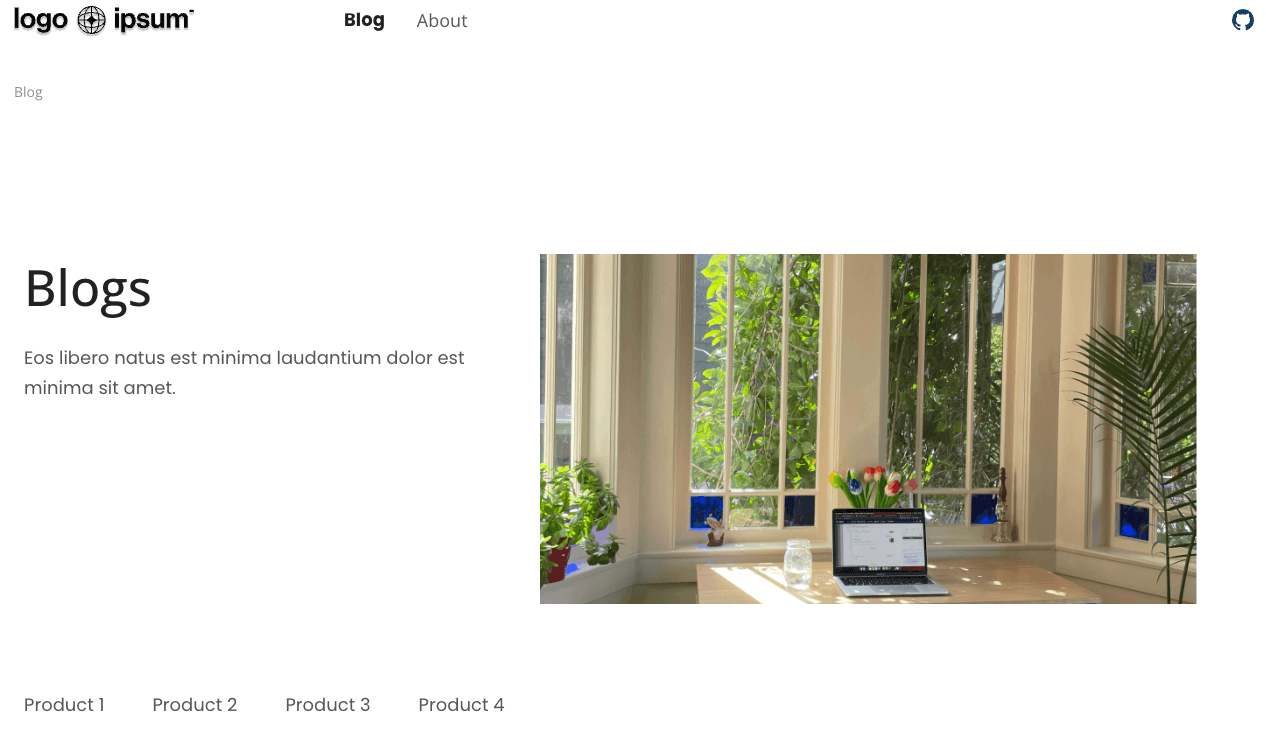 logo ipsum
Blog
About
Blog
Blogs
Eos libero natus est minima laudantium dolor est
minima sit amet.
Product 1
Product 2
Product 3
Product 4